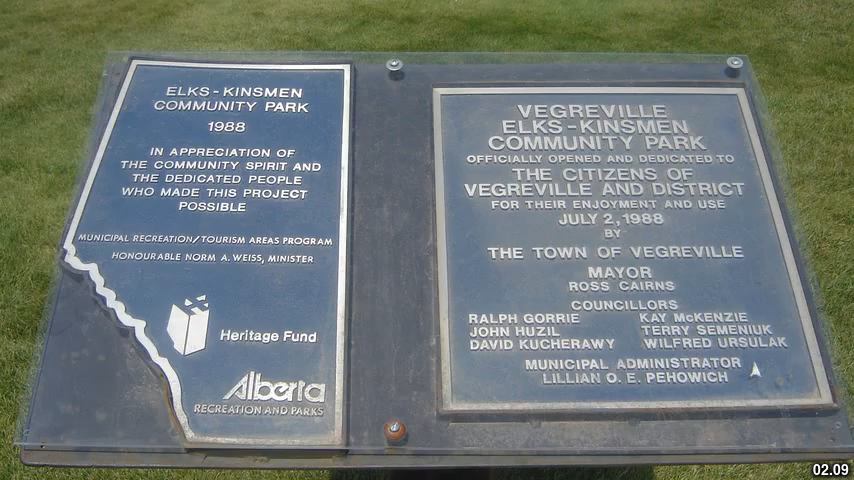 ELKS-KINSMEN
COMMUNITY PARK
1988
IN APPRECIATION OF
THE COMMUNITY SPIRIT AND
THE DEDICATED PEOPLE
WHO MADE THIS PROJECT
POSSIBLE
MUNICIPAL RECREATION/TOURISM AREAS PROGRAM
HONOURABLE NORM A. WEISS, MINISTER
Heritage Fund
Alberta
RECREATION AND PARKS
VEGREVILLE
ELKS-KINSMEN
COMMUNITY PARK
OFFICIALLY OPENED AND DEDICATED TO
THE CITIZENS OF
VEGREVILLE AND DISTRICT
FOR THEIR ENJOYMENT AND USE
JULY 2, 1988
BY
THE TOWN OF VEGREVILLE
MAYOR
ROSS CAIRNS
COUNCILLORS
RALPH GORRIE KAY McKENZIE
JOHN HUZIL TERRY SEMENIUK
DAVID KUCHERAWY WILFRED URSULAK
MUNICIPAL ADMINISTRATOR
LILLIAN O. E. PEHOWICH
02.09